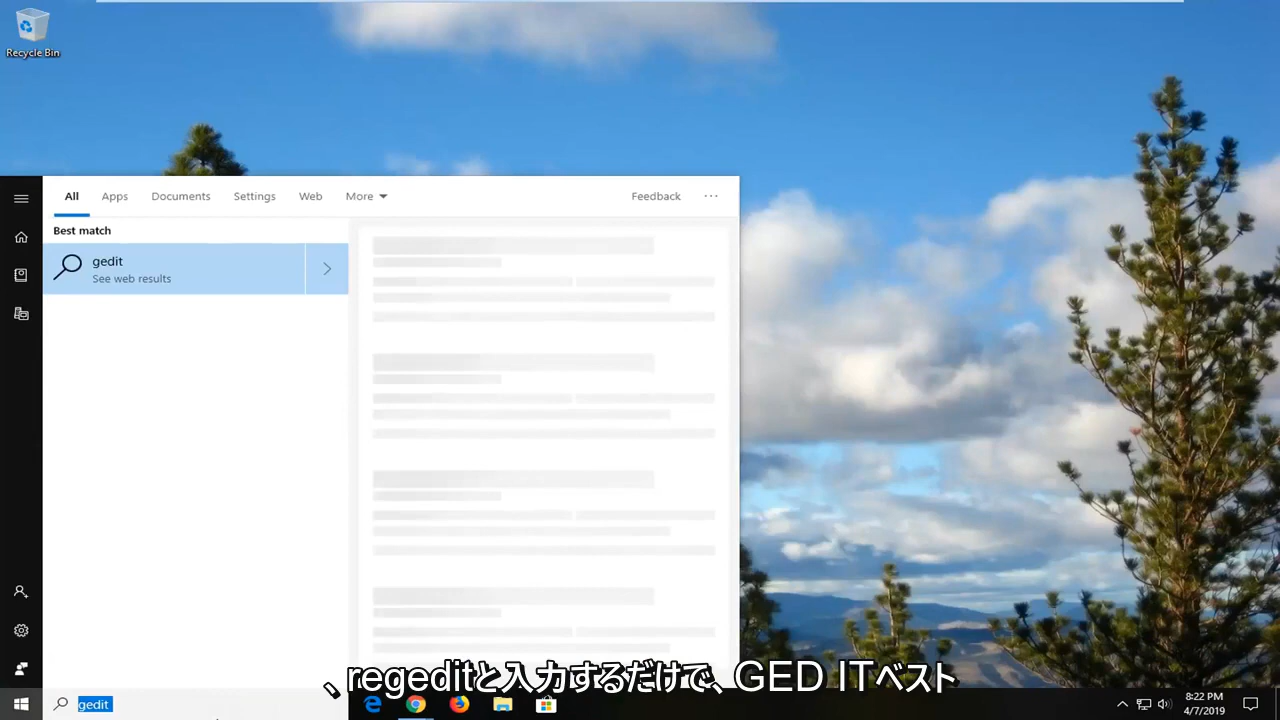 Recycle Bin
All Apps Documents Settings Web More Feedback ...
Best match
gedit
See web results
、regeditと入力するだけで、GED ITベスト
gedit
8:22 PM
4/7/2019